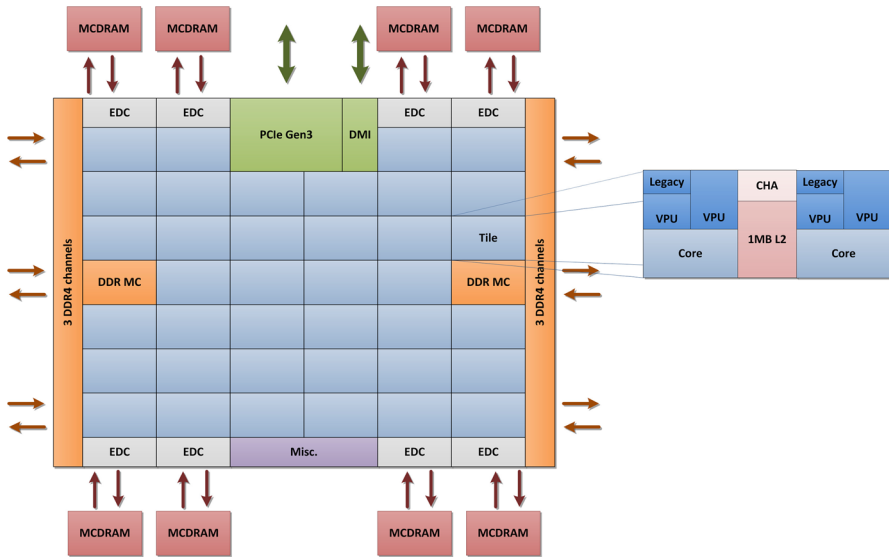 MCDRAM
MCDRAM
MCDRAM
MCDRAM
EDC
EDC
PCIe Gen3
DMI
EDC
EDC
3 DDR4 channels
Tile
DDR MC
DDR MC
3 DDR4 channels
EDC
EDC
Misc.
EDC
EDC
MCDRAM
MCDRAM
MCDRAM
MCDRAM
Legacy
VPU
VPU
Core
CHA
1MB L2
Legacy
VPU
VPU
Core